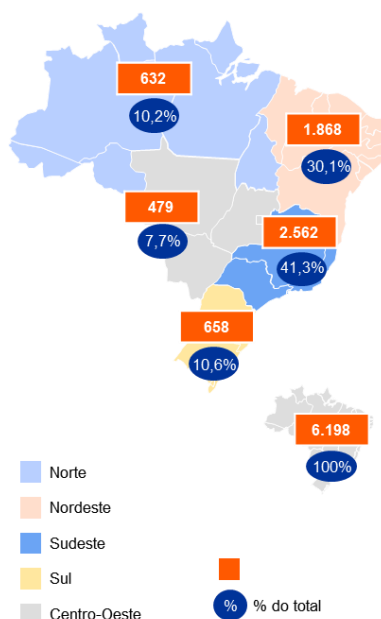 632
10,2%
1.868
30,1%
479
7,7%
2.562
41,3%
658
10,6%
6.198
100%
Norte
Nordeste
Sudeste
Sul
Centro-Oeste
% % do total